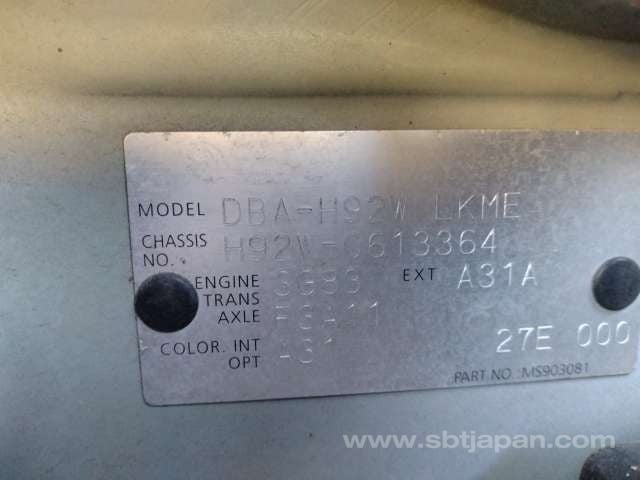 MODEL DBA-H92W LKME
CHASSIS NO. H92W-0613364
ENGINE 3G83 EXT A31A
TRANS
AXLE
COLOR. INT A31
OPT 27E 000
PART NO. MS903081
www.sbtjapan.com